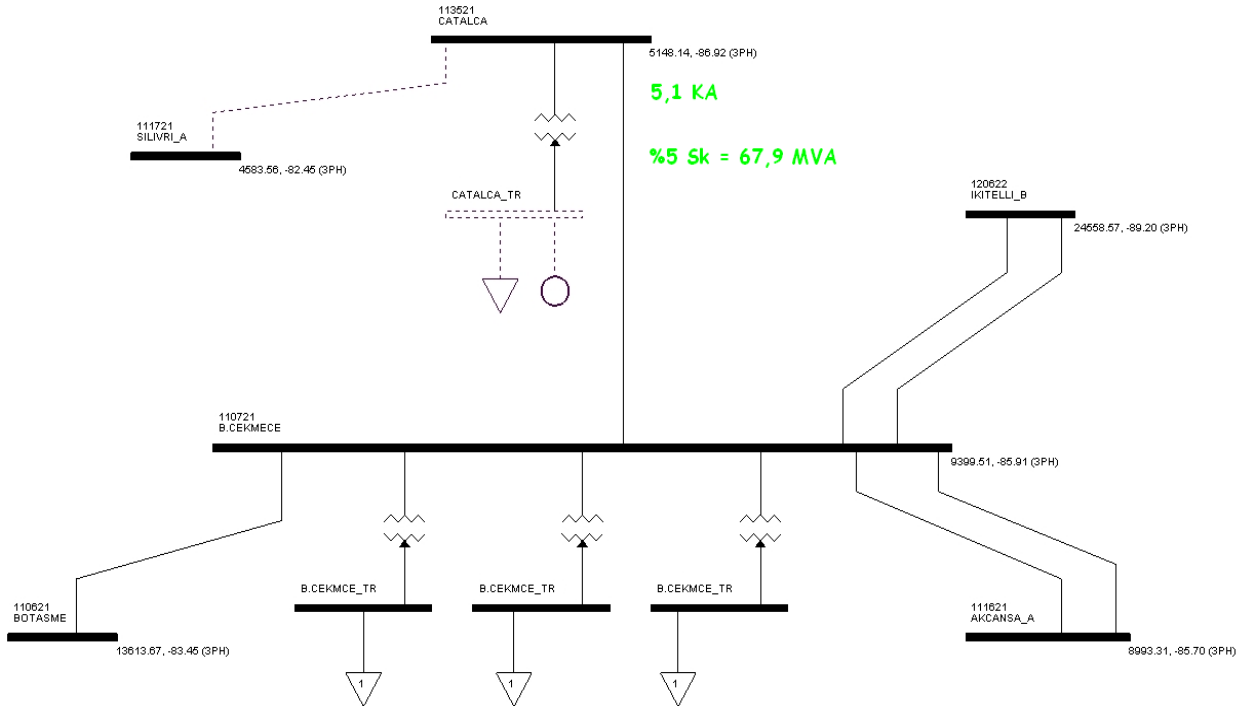 113521
CATALCA
5148.14, -86.92 (3PH)
5,1 KA
111721
SILIVRI_A
4583.56, -82.45 (3PH)
%5 Sk = 67,9 MVA
CATALCA_TR
120622
IKITELLI_B
24558.57, -89.20 (3PH)
110721
B.CEKMECE
9399.51, -85.91 (3PH)
B.CEKMCE_TR
B.CEKMCE_TR
B.CEKMCE_TR
110621
BOTASME
13613.67, -83.45 (3PH)
111621
AKCANSA_A
8993.31, -85.70 (3PH)
1
1
1